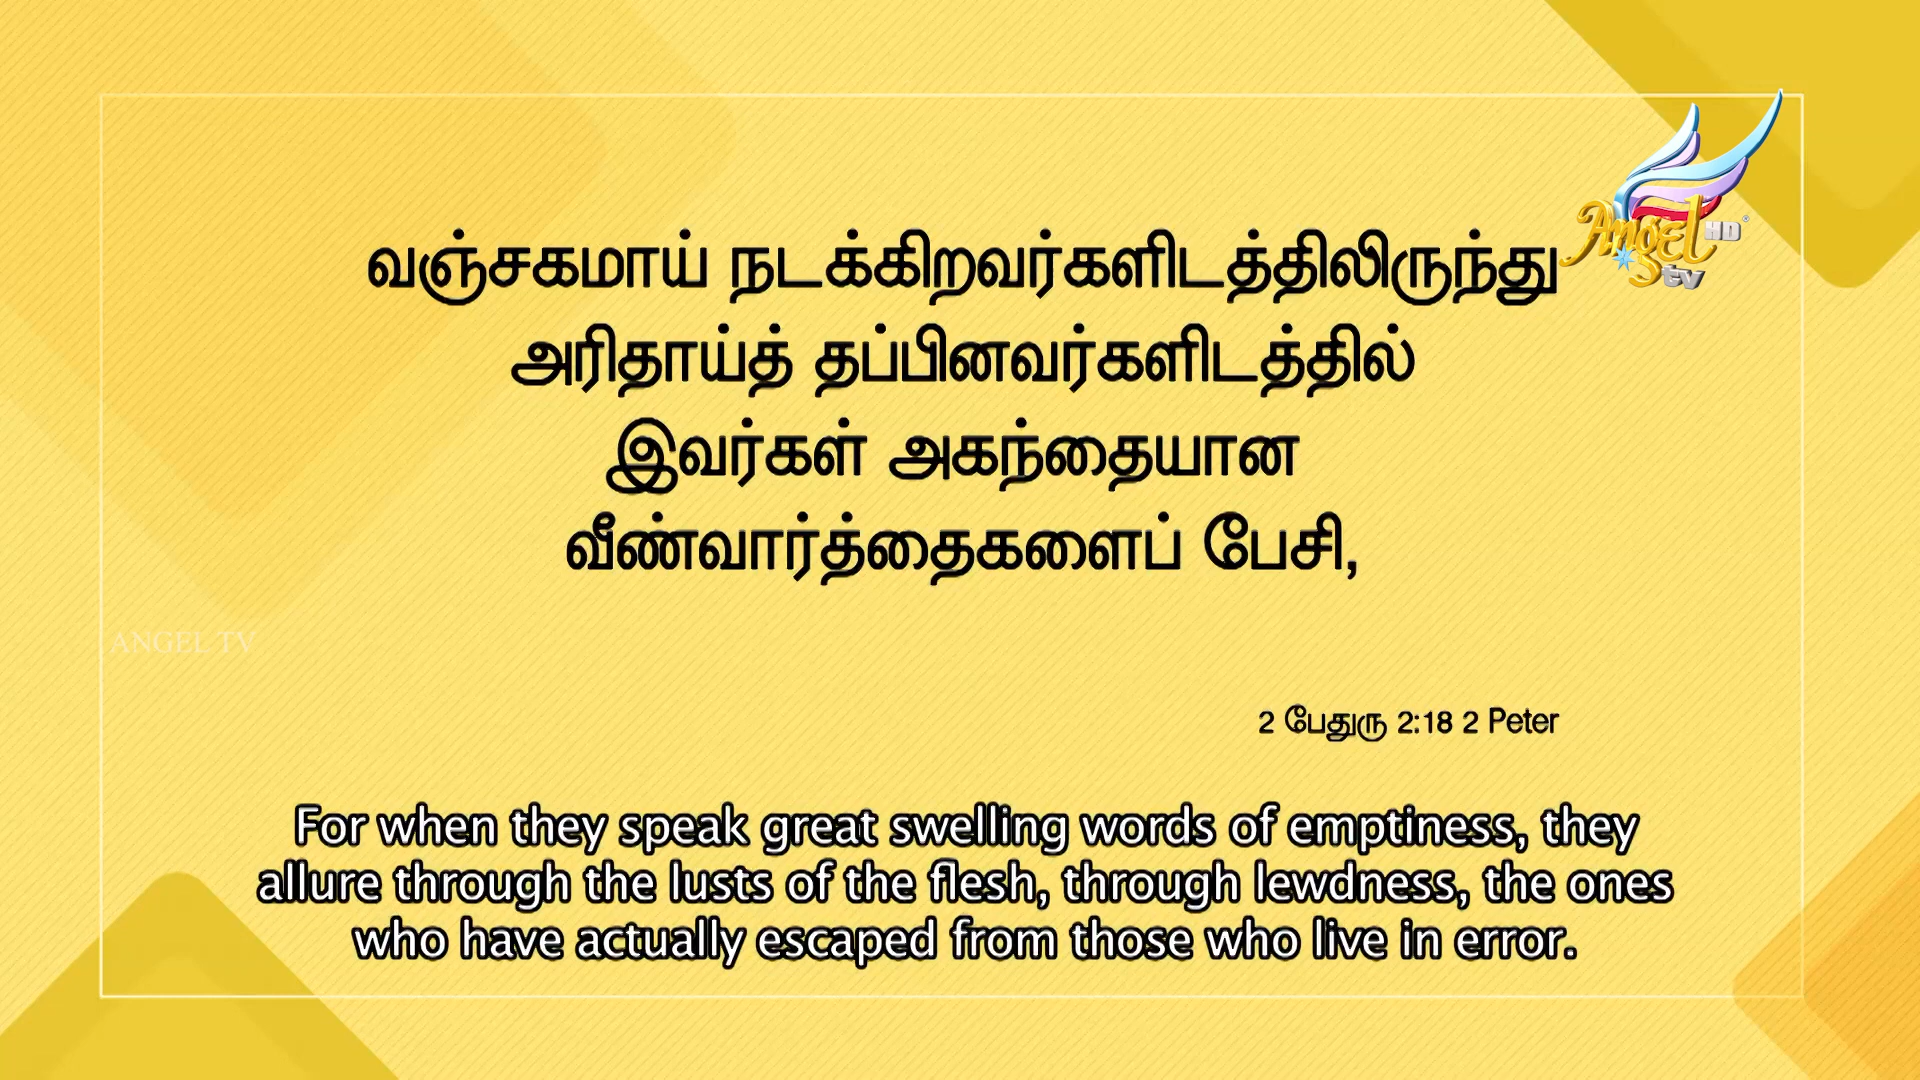 வஞ்சகமாய் நடக்கிறவர்களிடத்திலிருந்து
அரிதாய்த் தப்பினவர்களிடத்தில்
இவர்கள் அகந்தையான
வீண்வார்த்தைகளைப் பேசி,
Angel HD
tv
ANGEL TV
2 பேதுரு 2:18 2 Peter
For when they speak great swelling words of emptiness, they
allure through the lusts of the flesh, through lewdness, the ones
who have actually escaped from those who live in error.